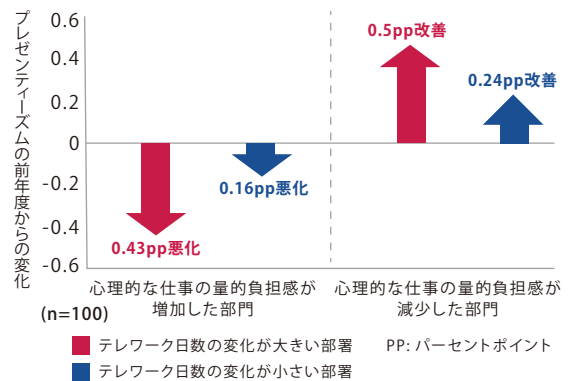 プレゼンティーズムの前年度からの変化
0.6
0.4
0.2
0
-0.2
-0.4
-0.6
0.5pp改善
0.24pp改善
0.16pp悪化
0.43pp悪化
心理的な仕事の量的負担感が
増加した部門
心理的な仕事の量的負担感が
減少した部門
(n=100)
テレワーク日数の変化が大きい部署
PP: パーセントポイント
テレワーク日数の変化が小さい部署